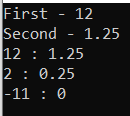 First - 12
Second - 1.25
12 : 1.25
2 : 0.25
-11 : 0